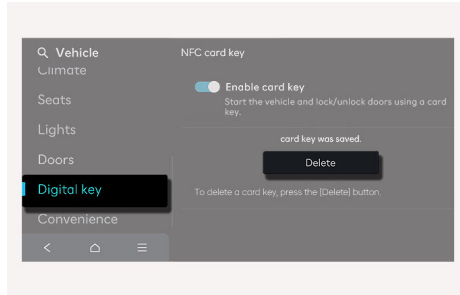 Vehicle
Climate
Seats
Lights
Doors
Digital key
Convenience
NFC card key
Enable card key
Start the vehicle and lock/unlock doors using a card
key.
card key was saved.
Delete
To delete a card key, press the [Delete] button.